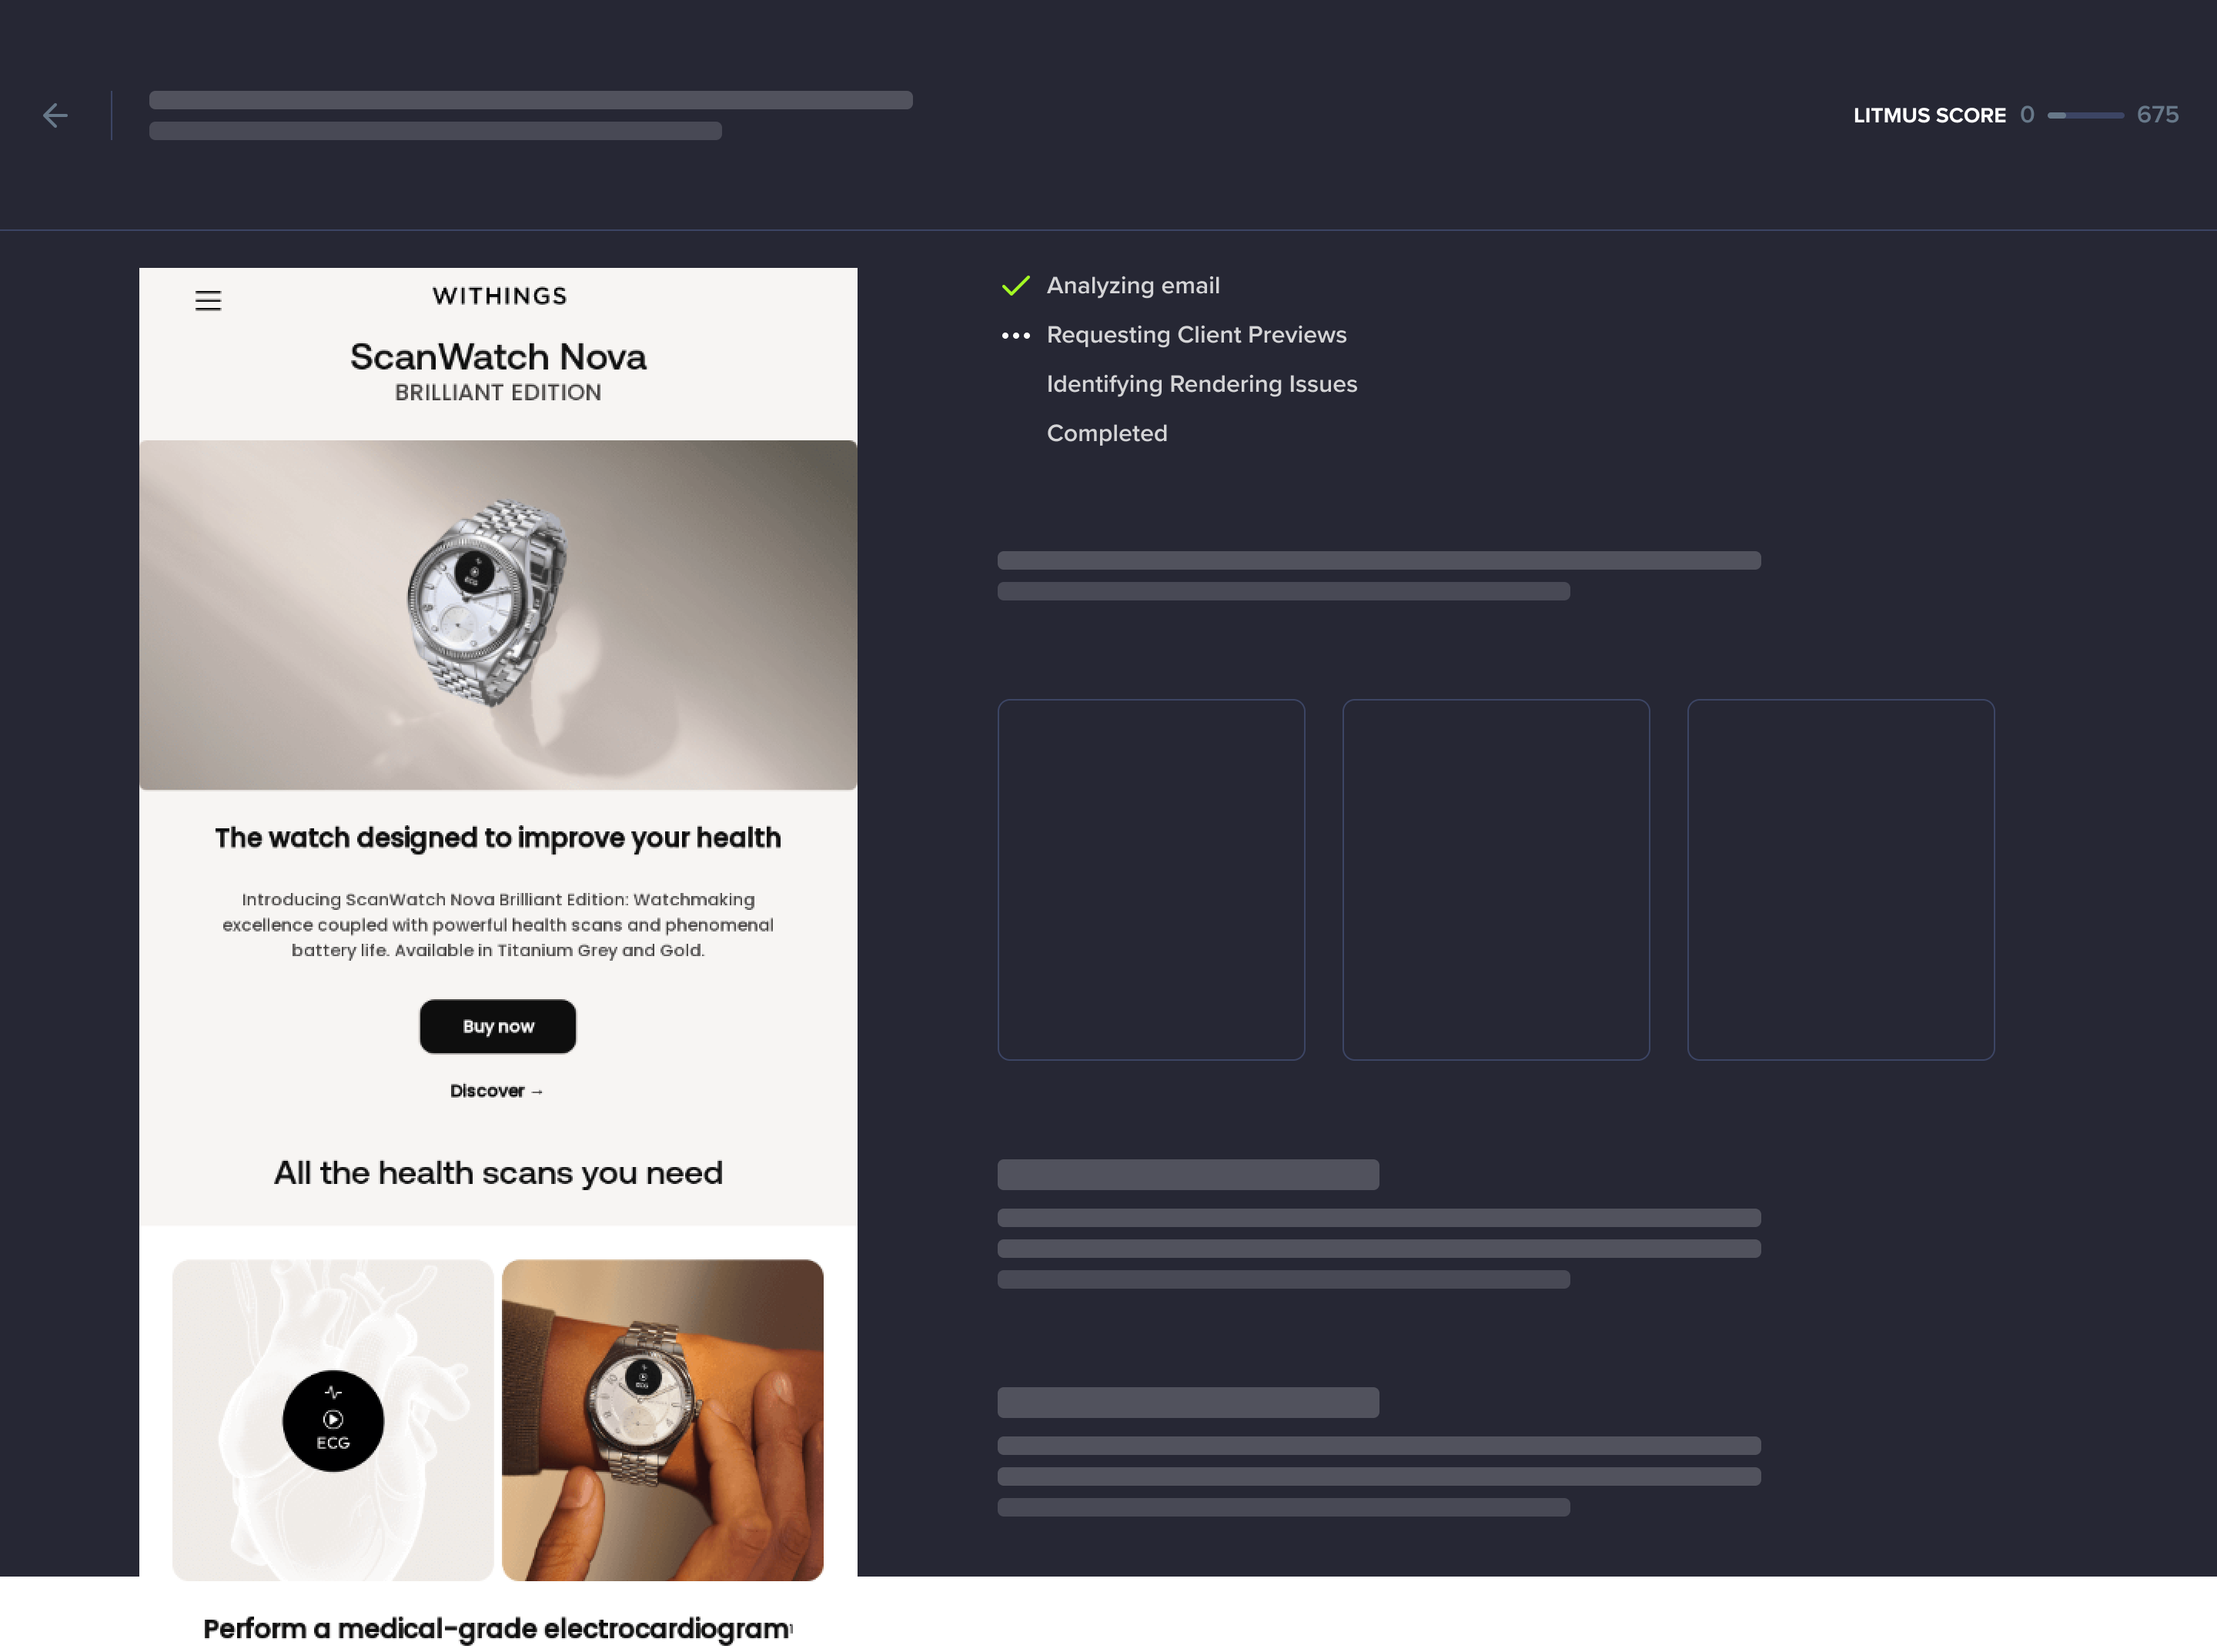 LITMUS SCORE 0 675
WITHINGS
ScanWatch Nova
BRILLIANT EDITION
ECG
The watch designed to improve your health
Introducing ScanWatch Nova Brilliant Edition: Watchmaking
excellence coupled with powerful health scans and phenomenal
battery life. Available in Titanium Grey and Gold.
Buy now
Discover →
All the health scans you need
ECG
ECG
Perform a medical-grade electrocardiogram¹
Analyzing email
Requesting Client Previews
Identifying Rendering Issues
Completed